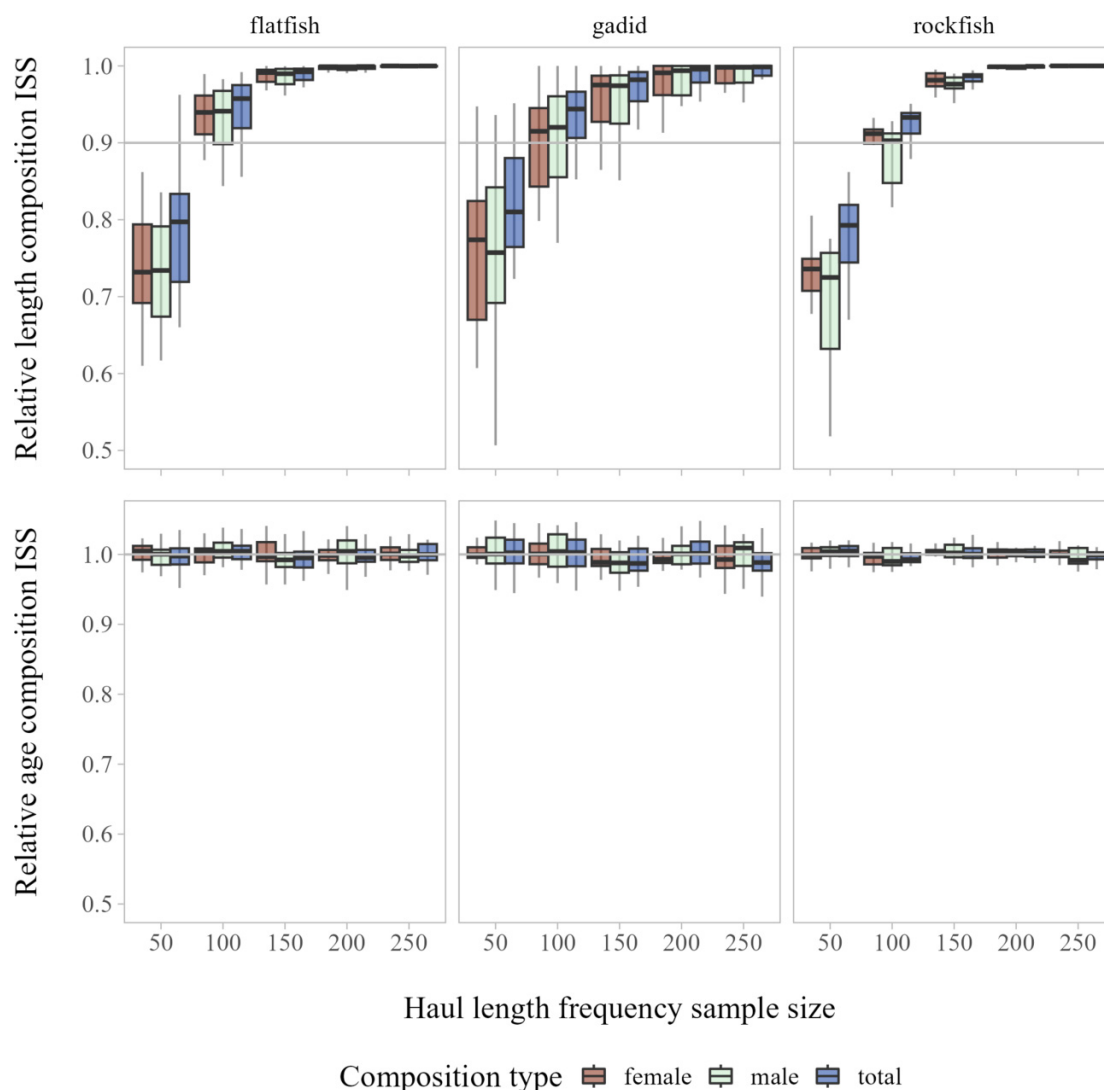 flatfish gadid rockfish
Relative length composition ISS
1.0
0.9
0.8
0.7
0.6
0.5
Relative age composition ISS
1.0
0.9
0.8
0.7
0.6
0.5
50 100 150 200 250 50 100 150 200 250 50 100 150 200 250
Haul length frequency sample size
Composition type female male total